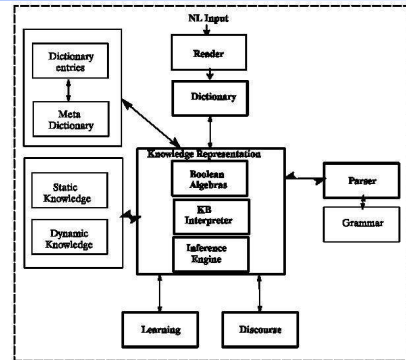 NL Input
Reader
Dictionary
Dictionary
entries
Meta
Dictionary
Knowledge Representation
Boolean
Algebras
KB
Interpreter
Inference
Engine
Static
Knowledge
Dynamic
Knowledge
Parser
Grammar
Learning
Discourse